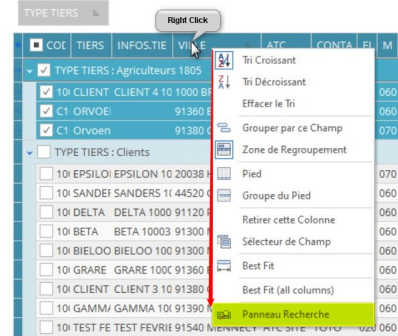 TYPE TIERS
Right Click
COD TIERS INFOS.TIE VILLE ATC CONTA FI M
TYPE TIERS : Agriculteurs 1805
CLIENT CLIENT 4 10 1000 060
C1 ORVOEI 91360 060
C1 Orvoen 91380 070
TYPE TIERS : Clients
10( EPSILOI EPSILON 10 20038 070
10( SANDEF SANDERS 1( 44520 060
10( DELTA DELTA 1000 91120 060
10( BETA BETA 10003 91300 060
10( BIELOO BIELOO 100 91300 060
10( GRARE GRARE 1000 91360 060
10( CLIENT CLIENT 3 10 91380 060
10( GAMMA GAMMA 10( 91390 060
10( TEST FE TEST FEVRIE 91540 MENNECY ATC SITE TOTO 020 060
Tri Croissant
Tri Décroissant
Effacer le Tri
Grouper par ce Champ
Zone de Regroupement
Pied
Groupe du Pied
Retirer cette Colonne
Sélecteur de Champ
Best Fit
Best Fit (all columns)
Panneau Recherche